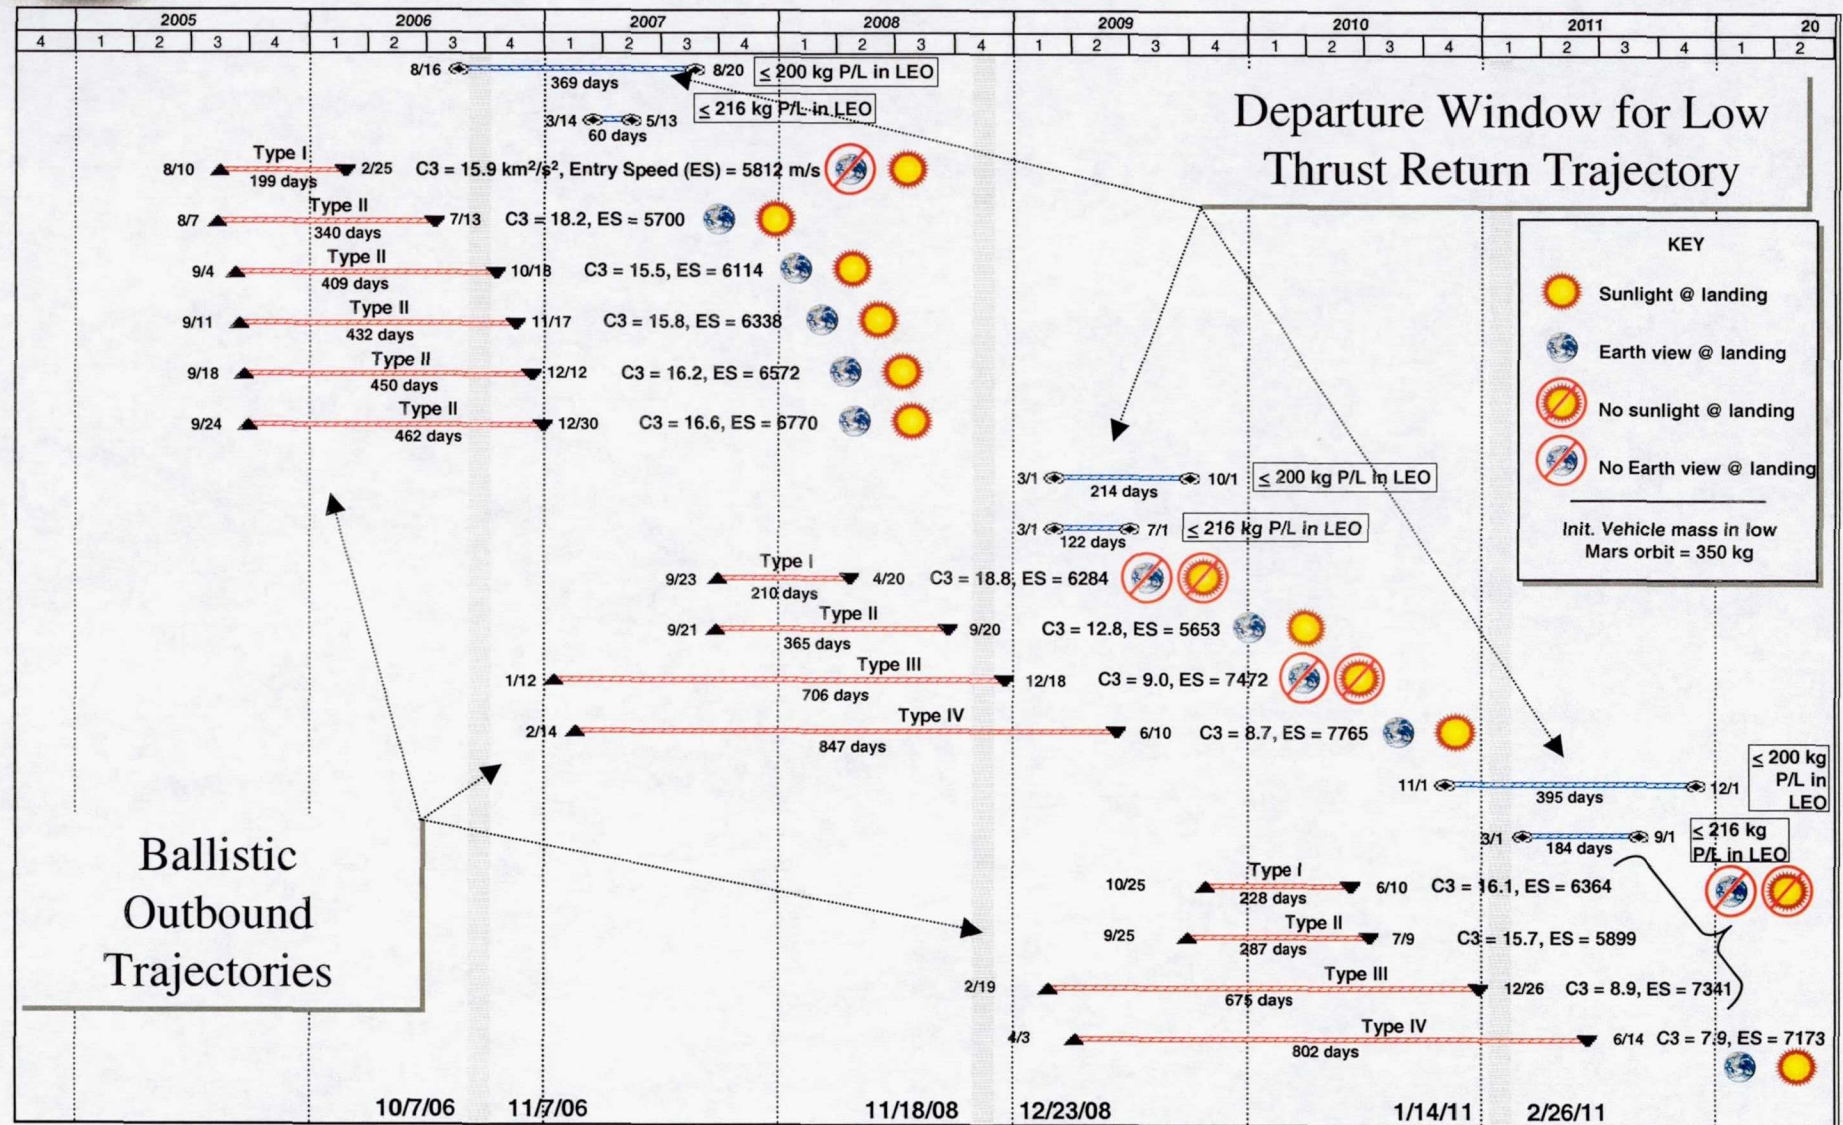 2005 2006 2007 2008 2009 2010 2011 20
4 1 2 3 4 1 2 3 4 1 2 3 4 1 2 3 4 1 2 3 4 1 2 3 4 1 2 3 4 1 2
8/16 369 days 8/20 ≤ 200 kg P/L in LEO
3/14 60 days 5/13 ≤ 216 kg P/L in LEO
Departure Window for Low
Thrust Return Trajectory
8/10 Type I 199 days 2/25 C3 = 15.9 km²/s², Entry Speed (ES) = 5812 m/s
8/7 Type II 340 days 7/13 C3 = 18.2, ES = 5700
9/4 Type II 409 days 10/18 C3 = 15.5, ES = 6114
9/11 Type II 432 days 11/17 C3 = 15.8, ES = 6338
9/18 Type II 450 days 12/12 C3 = 16.2, ES = 6572
9/24 Type II 462 days 12/30 C3 = 16.6, ES = 6770
KEY
Sunlight @ landing
Earth view @ landing
No sunlight @ landing
No Earth view @ landing
Init. Vehicle mass in low
Mars orbit = 350 kg
3/1 214 days 10/1 ≤ 200 kg P/L in LEO
3/1 122 days 7/1 ≤ 216 kg P/L in LEO
9/23 Type I 210 days 4/20 C3 = 18.8, ES = 6284
9/21 Type II 365 days 9/20 C3 = 12.8, ES = 5653
1/12 Type III 706 days 12/18 C3 = 9.0, ES = 7472
2/14 Type IV 847 days 6/10 C3 = 8.7, ES = 7765
11/1 395 days 12/1
≤ 200 kg
P/L in
LEO
3/1 184 days 9/1
≤ 216 kg
P/L in LEO
Ballistic
Outbound
Trajectories
10/25 Type I 228 days 6/10 C3 = 16.1, ES = 6364
9/25 Type II 287 days 7/9 C3 = 15.7, ES = 5899
2/19 Type III 675 days 12/26 C3 = 8.9, ES = 7341
4/3 Type IV 802 days 6/14 C3 = 7.9, ES = 7173
10/7/06 11/7/06 11/18/08 12/23/08 1/14/11 2/26/11